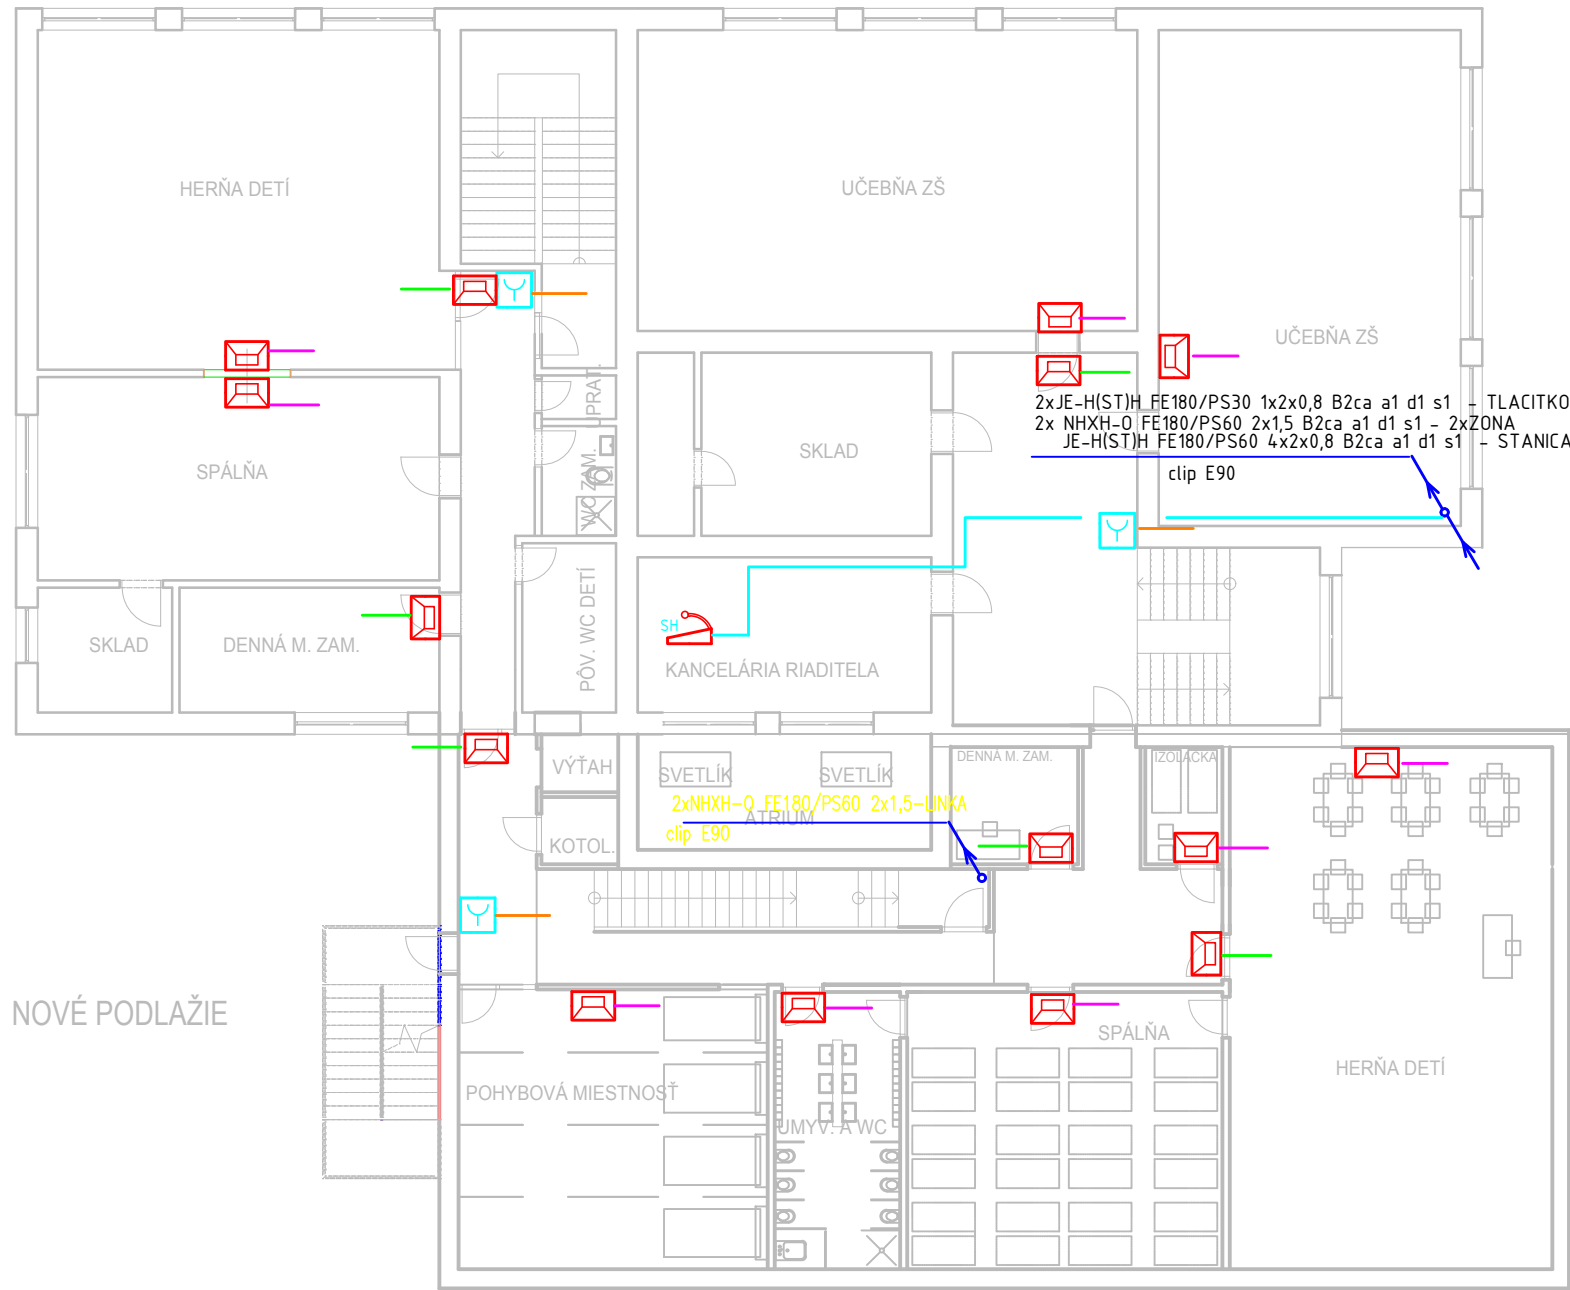 HERŇA DETÍ
UČEBŇA ZŠ
UČEBŇA ZŠ
UPRAT.
2xJE-H(ST)H FE180/PS30 1x2x0,8 B2ca a1 d1 s1 - TLACITKO
2x NHXH-O FE180/PS60 2x1,5 B2ca a1 d1 s1 - 2xZONA
JE-H(ST)H FE180/PS60 4x2x0,8 B2ca a1 d1 s1 - STANICA
clip E90
SPÁLŇA
WC ZAM.
SKLAD
SKLAD
DENNÁ M. ZAM.
PÔV. WC DETÍ
SH
KANCELÁRIA RIADITELA
VÝŤAH
SVETLÍK
SVETLÍK
DENNÁ M. ZAM.
IZOLAČKA
2xNHXH-O FE180/PS60 2x1,5-LINKA
ATRIUM
clip E90
KOTOL.
NOVÉ PODLAŽIE
SPÁLŇA
HERŇA DETÍ
POHYBOVÁ MIESTNOSŤ
UMYV. A WC